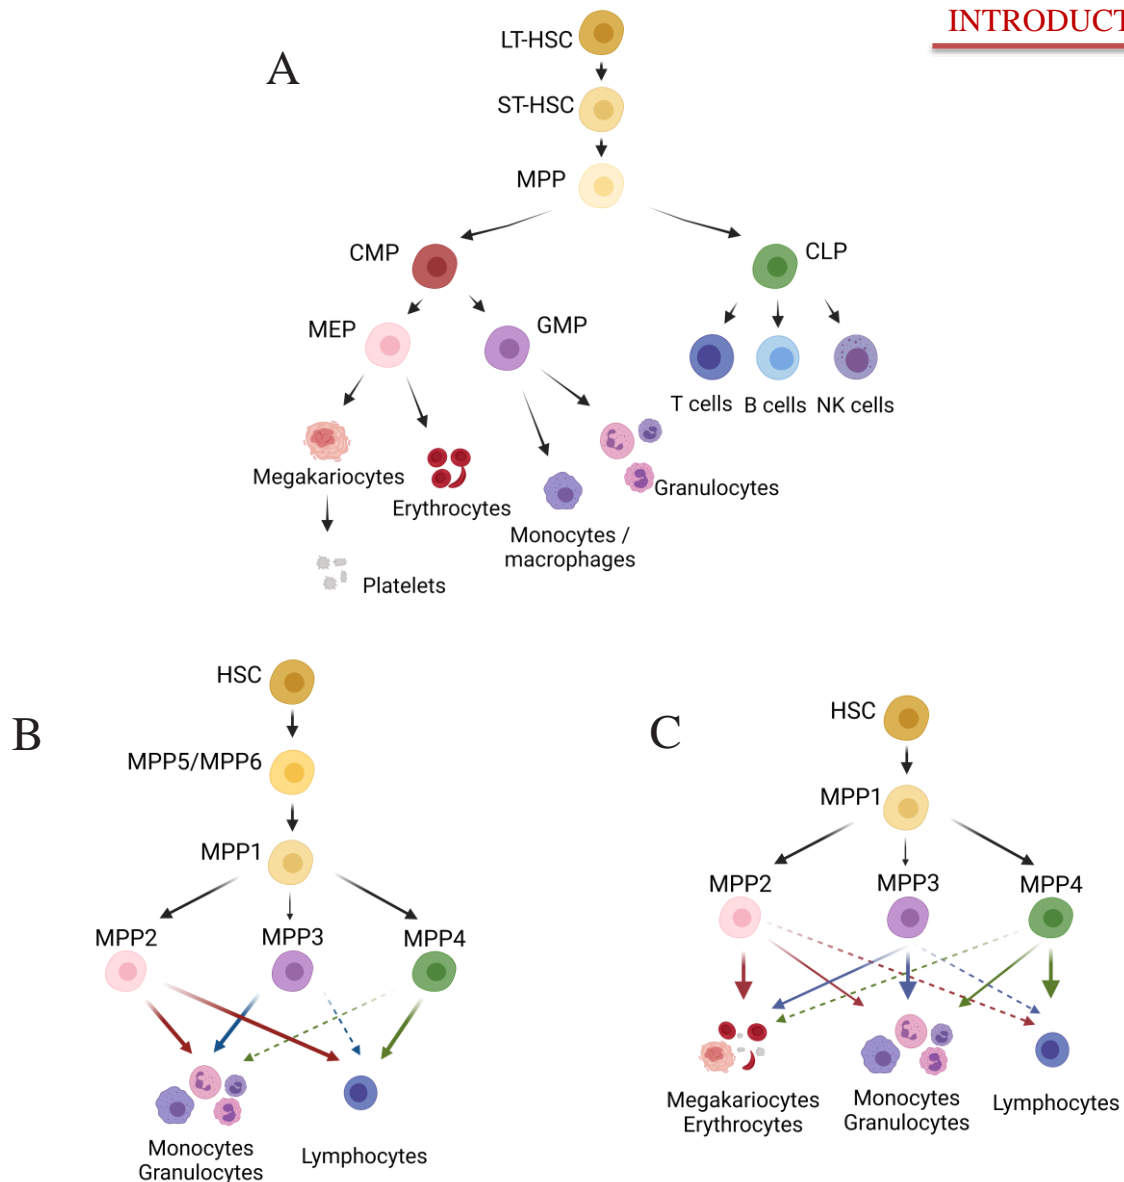 INTRODUCT
A
LT-HSC
ST-HSC
MPP
CMP
CLP
MEP
GMP
T cells B cells NK cells
Megakariocytes
Granulocytes
Erythrocytes
Monocytes /
macrophages
Platelets
B
HSC
MPP5/MPP6
MPP1
MPP2
MPP3
MPP4
Monocytes
Granulocytes
Lymphocytes
C
HSC
MPP1
MPP2
MPP3
MPP4
Megakariocytes
Erythrocytes
Monocytes
Granulocytes
Lymphocytes